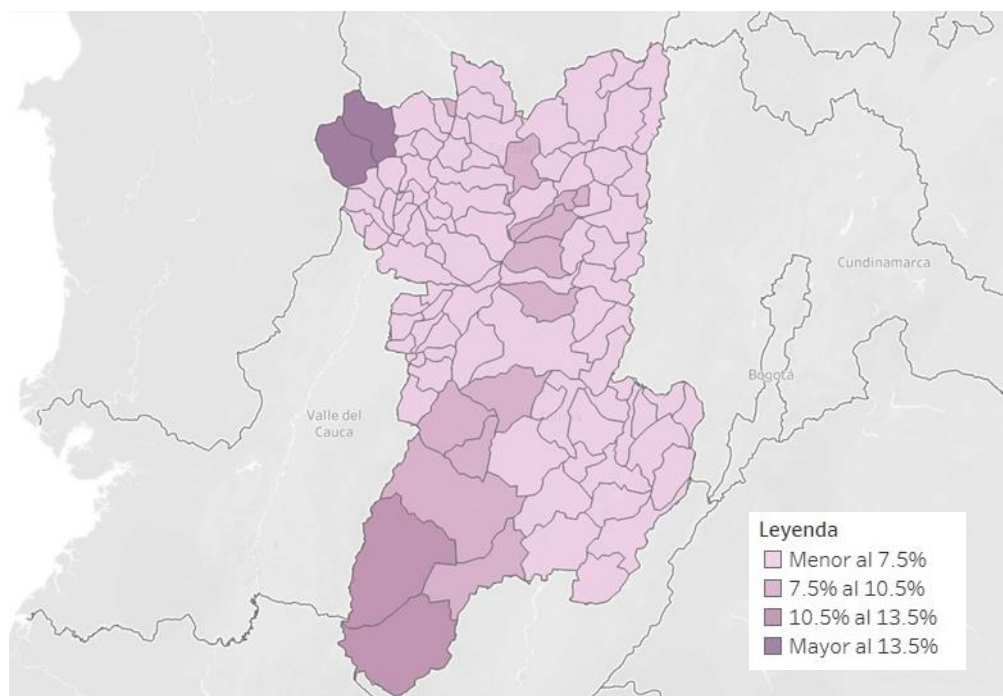 Cundinamarca
Bogotá
Valle del
Cauca
Leyenda
Menor al 7.5%
7.5% al 10.5%
10.5% al 13.5%
Mayor al 13.5%